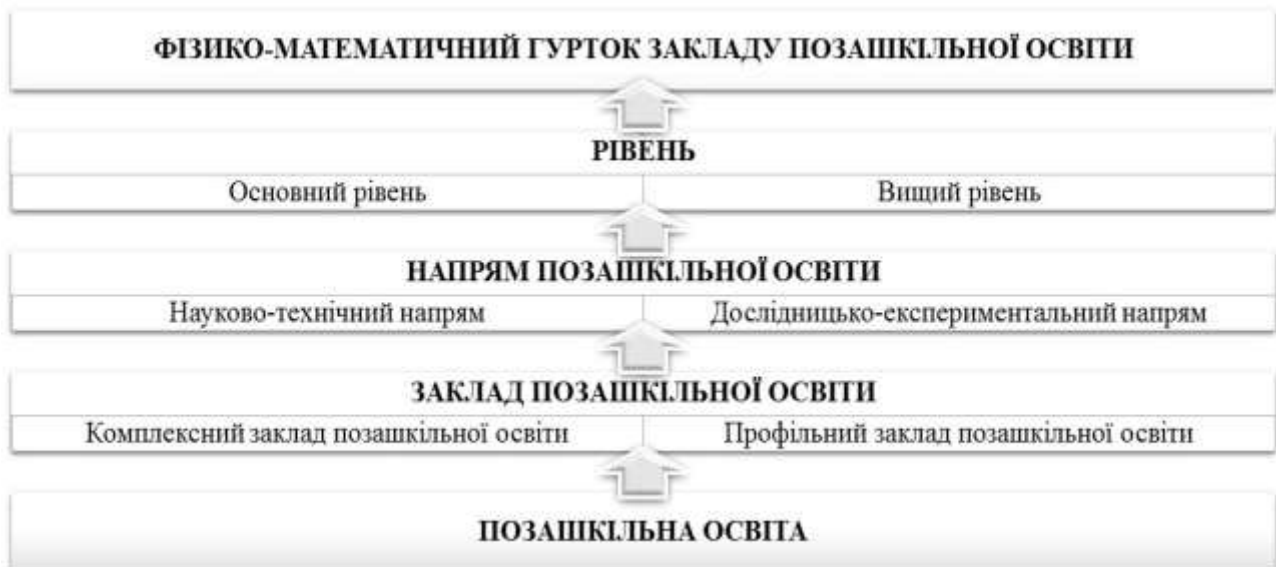 ФІЗИКО-МАТЕМАТИЧНИЙ ГУРТОК ЗАКЛАДУ ПОЗАШКІЛЬНОЇ ОСВІТИ
РІВЕНЬ
Основний рівень
Вищий рівень
НАПРЯМ ПОЗАШКІЛЬНОЇ ОСВІТИ
Науково-технічний напрям
Дослідницько-експериментальний напрям
ЗАКЛАД ПОЗАШКІЛЬНОЇ ОСВІТИ
Комплексний заклад позашкільної освіти
Профільний заклад позашкільної освіти
ПОЗАШКІЛЬНА ОСВІТА